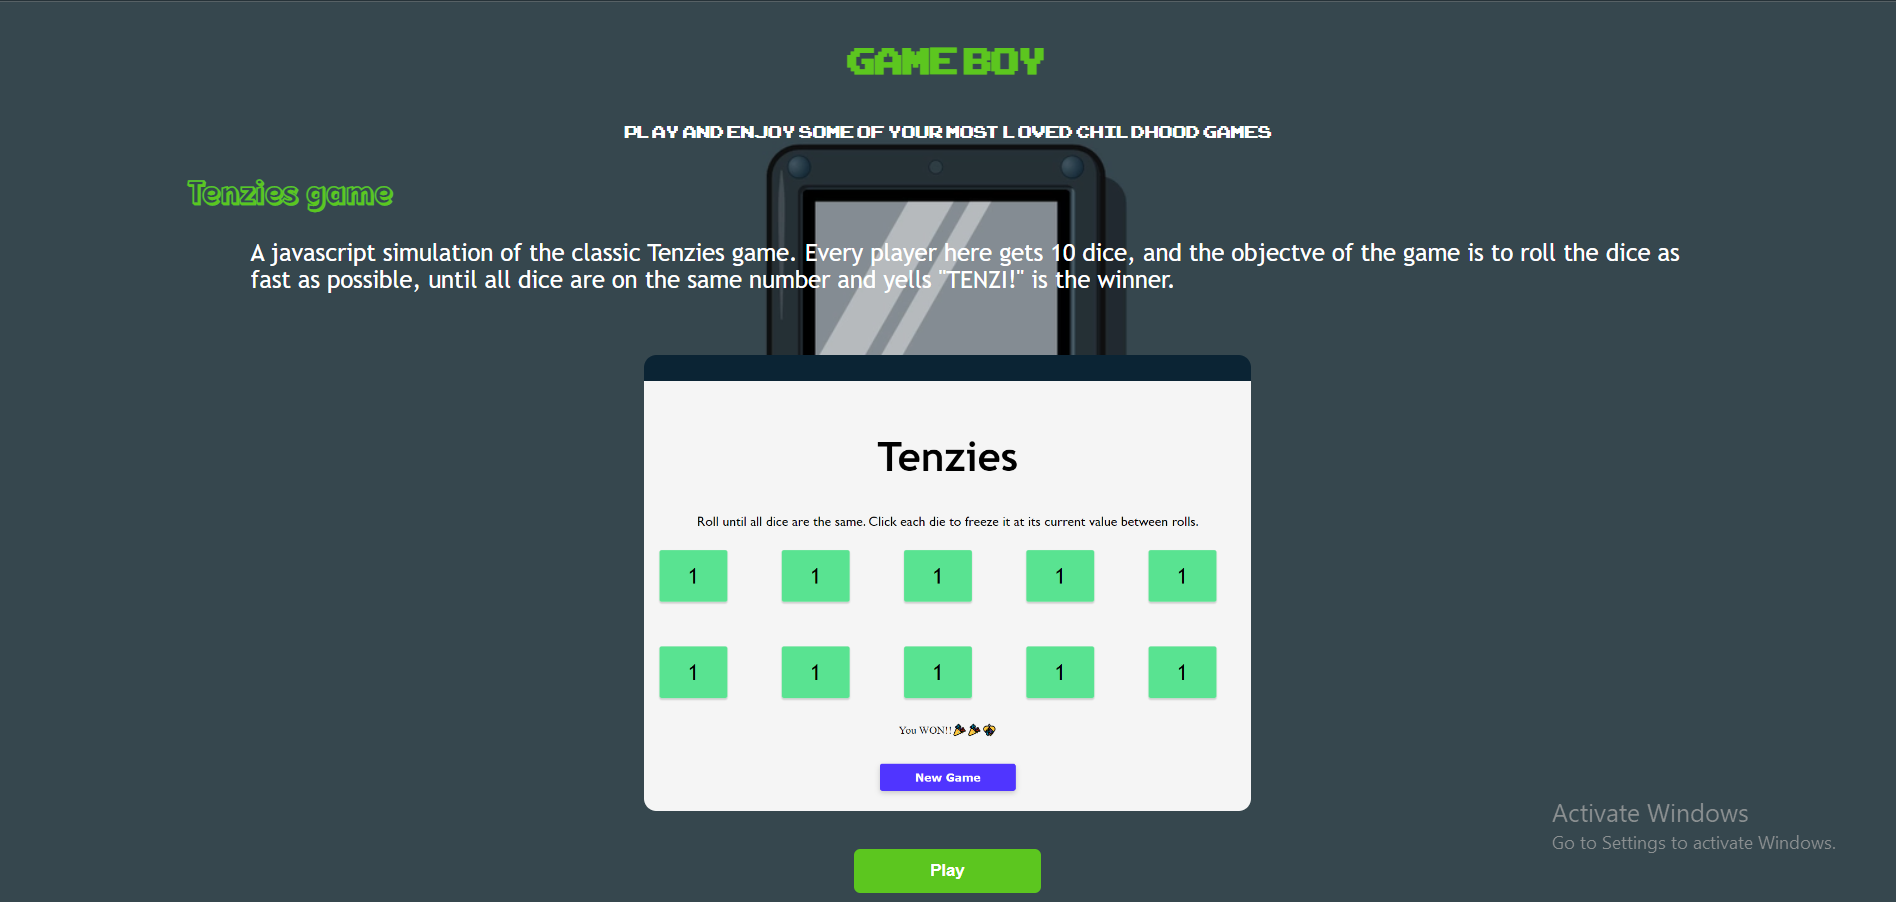 GAME BOY
PLAY AND ENJOY SOME OF YOUR MOST LOVED CHILDHOOD GAMES
Tenzies game
A javascript simulation of the classic Tenzies game. Every player here gets 10 dice, and the objectve of the game is to roll the dice as
fast as possible, until all dice are on the same number and yells "TENZI!" is the winner.
Tenzies
Roll until all dice are the same. Click each die to freeze it at its current value between rolls.
1 1 1 1 1
1 1 1 1 1
You WON!!
New Game
Activate Windows
Go to Settings to activate Windows.
Play